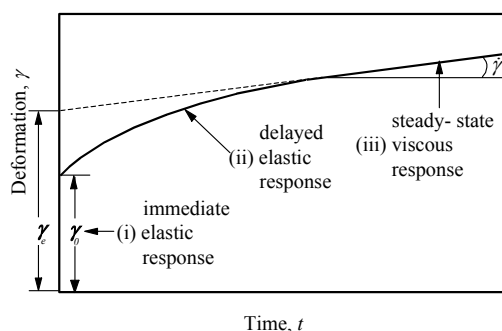 Deformation, γ
γ̇
steady- state
(iii) viscous
response
delayed
(ii) elastic
response
γₑ
γ₀
immediate
(i) elastic
response
Time, t